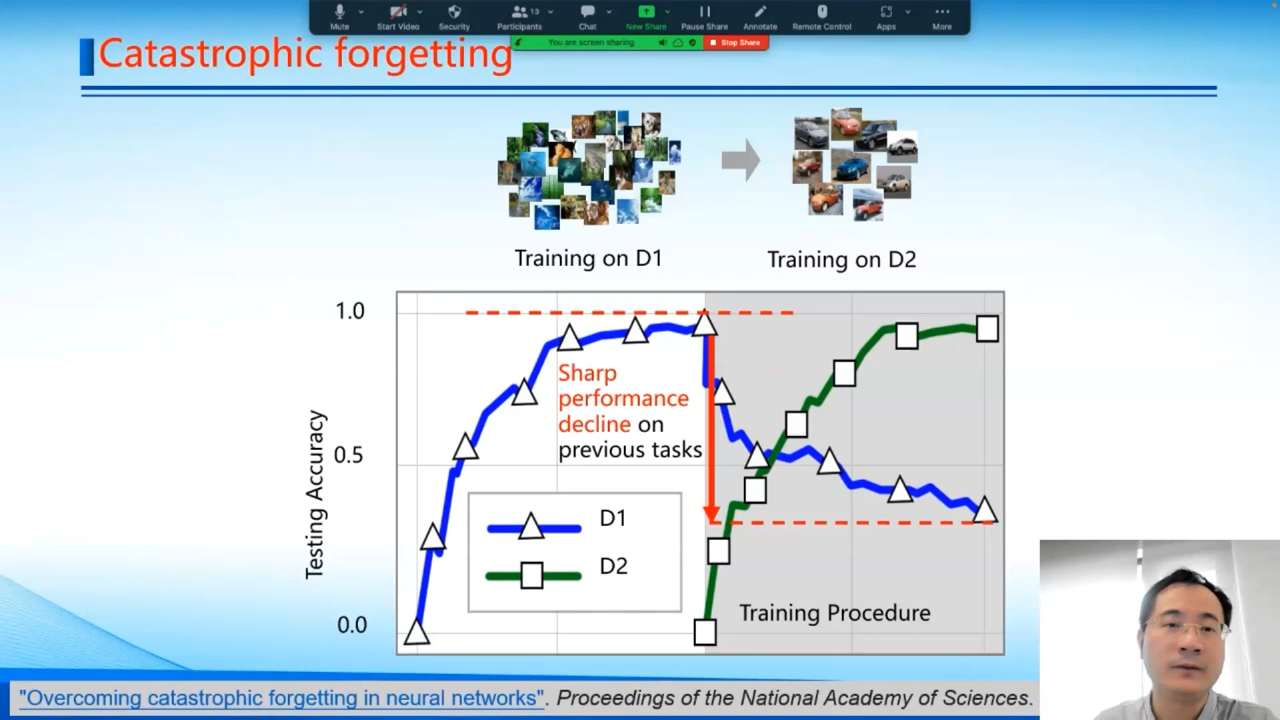 Mute
Start Video
Security
Participants
13
Chat
New Share
Pause Share
Annotate
Remote Control
Apps
More
You are screen sharing
Stop Share
Catastrophic forgetting
Training on D1
Training on D2
1.0
0.5
0.0
Testing Accuracy
Sharp
performance
decline on
previous tasks
D1
D2
Training Procedure
"Overcoming catastrophic forgetting in neural networks". Proceedings of the National Academy of Sciences.